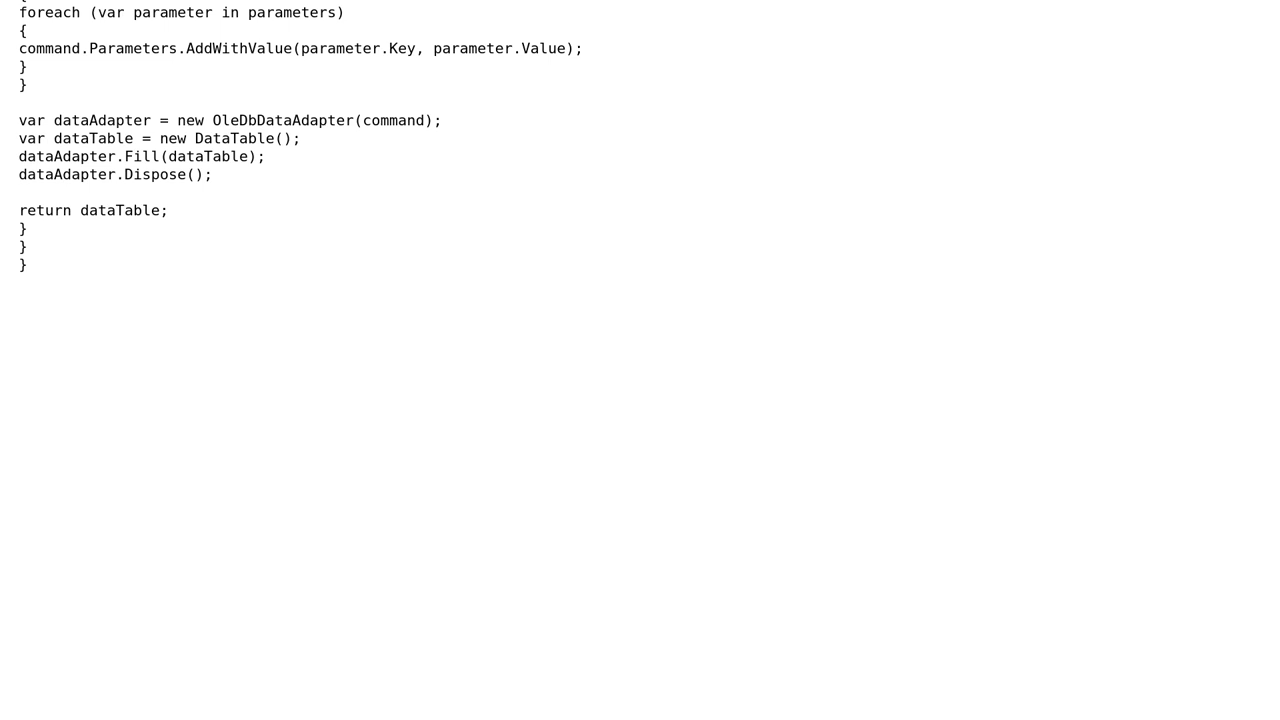 foreach (var parameter in parameters)
{
command.Parameters.AddWithValue(parameter.Key, parameter.Value);
}
}

var dataAdapter = new OleDbDataAdapter(command);
var dataTable = new DataTable();
dataAdapter.Fill(dataTable);
dataAdapter.Dispose();

return dataTable;
}
}
}